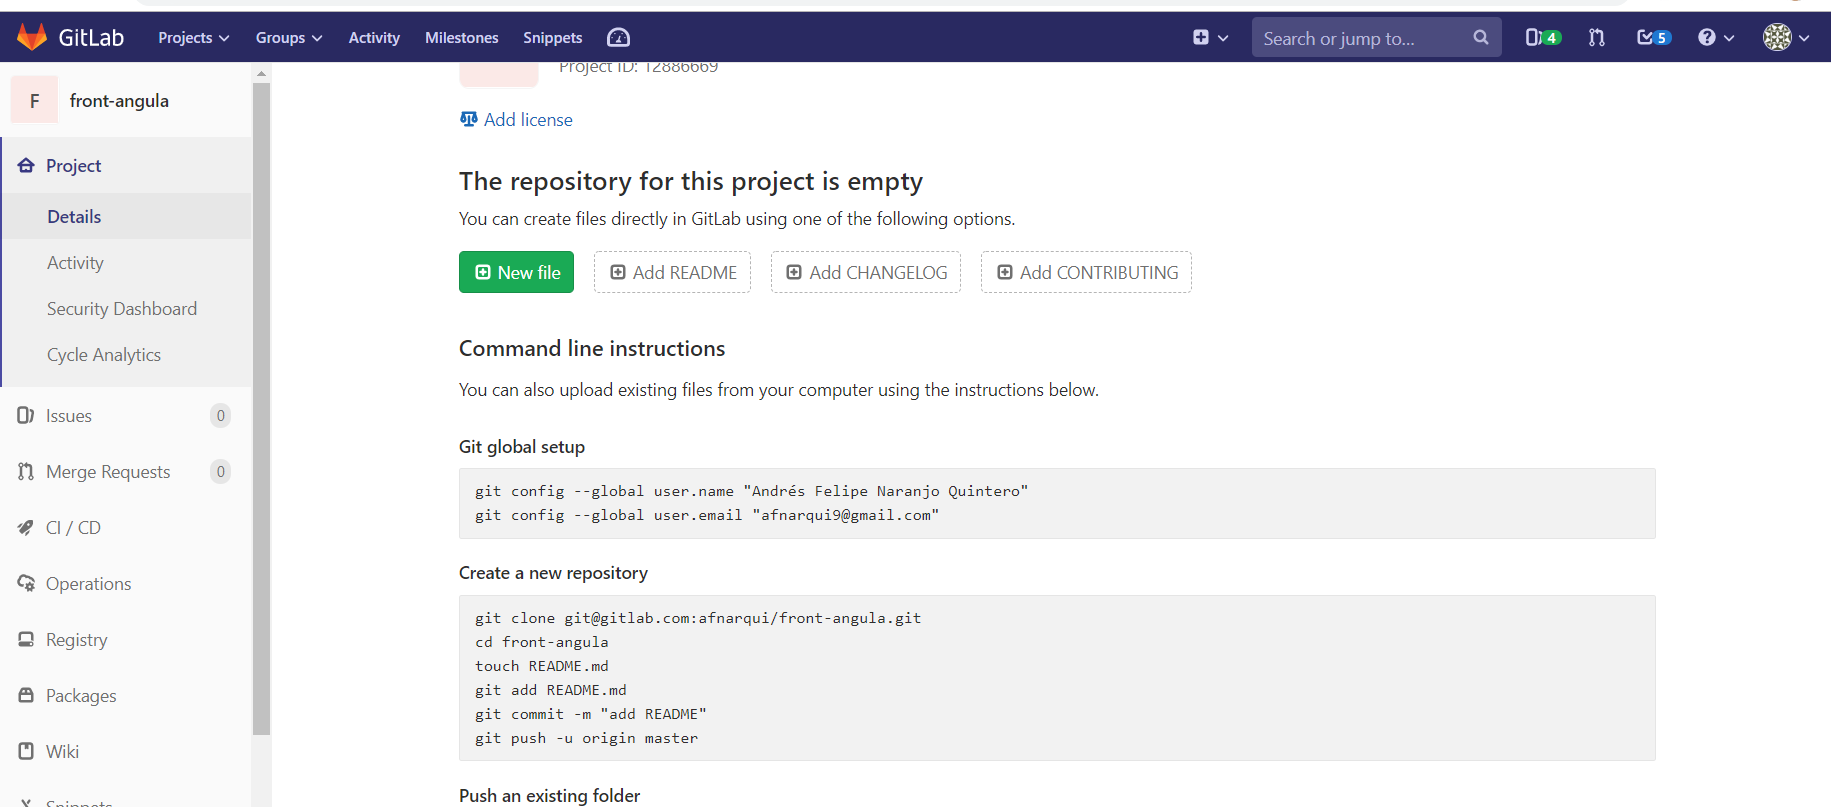 GitLab Projects Groups Activity Milestones Snippets Search or jump to... 4 5
F front-angula
Project
Details
Activity
Security Dashboard
Cycle Analytics
Issues 0
Merge Requests 0
CI / CD
Operations
Registry
Packages
Wiki
Snippets
Project ID: 12886669
Add license
The repository for this project is empty
You can create files directly in GitLab using one of the following options.
New file Add README Add CHANGELOG Add CONTRIBUTING
Command line instructions
You can also upload existing files from your computer using the instructions below.
Git global setup
git config --global user.name "Andrés Felipe Naranjo Quintero"
git config --global user.email "afnarqui9@gmail.com"
Create a new repository
git clone git@gitlab.com:afnarqui/front-angula.git
cd front-angula
touch README.md
git add README.md
git commit -m "add README"
git push -u origin master
Push an existing folder